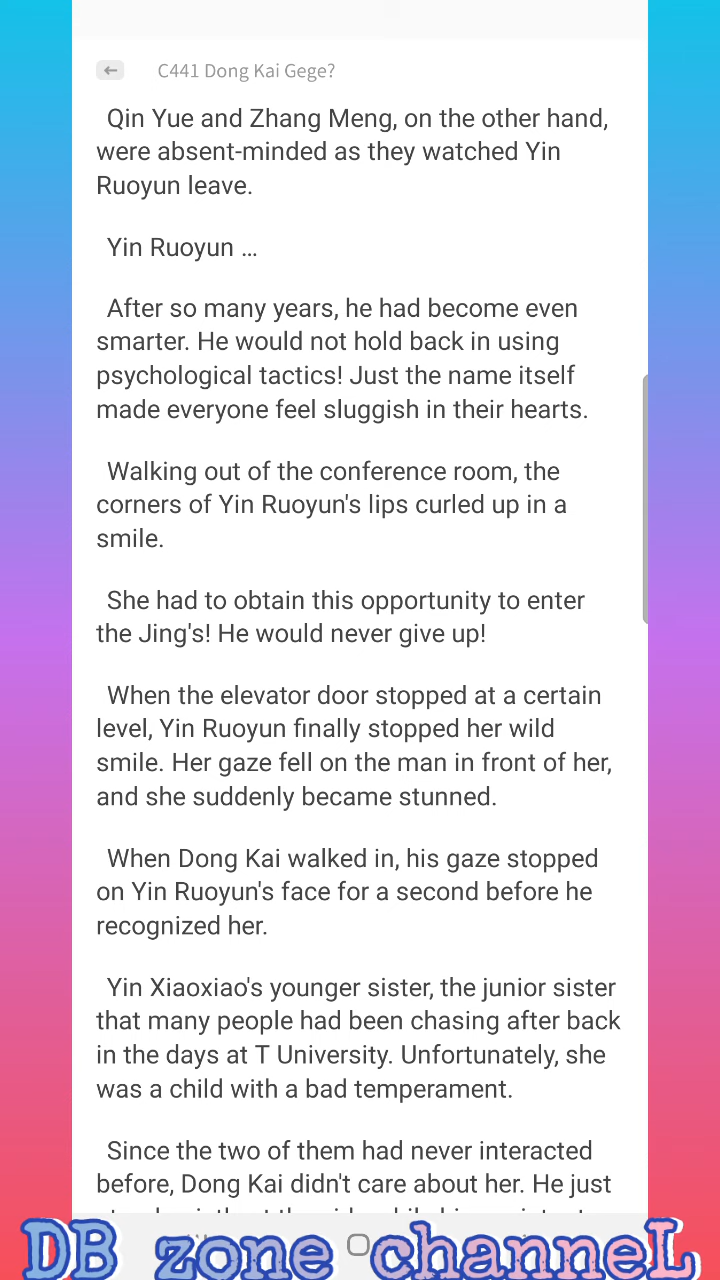 C441 Dong Kai Gege?
Qin Yue and Zhang Meng, on the other hand,
were absent-minded as they watched Yin
Ruoyun leave.
Yin Ruoyun ...
After so many years, he had become even
smarter. He would not hold back in using
psychological tactics! Just the name itself
made everyone feel sluggish in their hearts.
Walking out of the conference room, the
corners of Yin Ruoyun's lips curled up in a
smile.
She had to obtain this opportunity to enter
the Jing's! He would never give up!
When the elevator door stopped at a certain
level, Yin Ruoyun finally stopped her wild
smile. Her gaze fell on the man in front of her,
and she suddenly became stunned.
When Dong Kai walked in, his gaze stopped
on Yin Ruoyun's face for a second before he
recognized her.
Yin Xiaoxiao's younger sister, the junior sister
that many people had been chasing after back
in the days at T University. Unfortunately, she
was a child with a bad temperament.
Since the two of them had never interacted
before, Dong Kai didn't care about her. He just
DB zone channeL